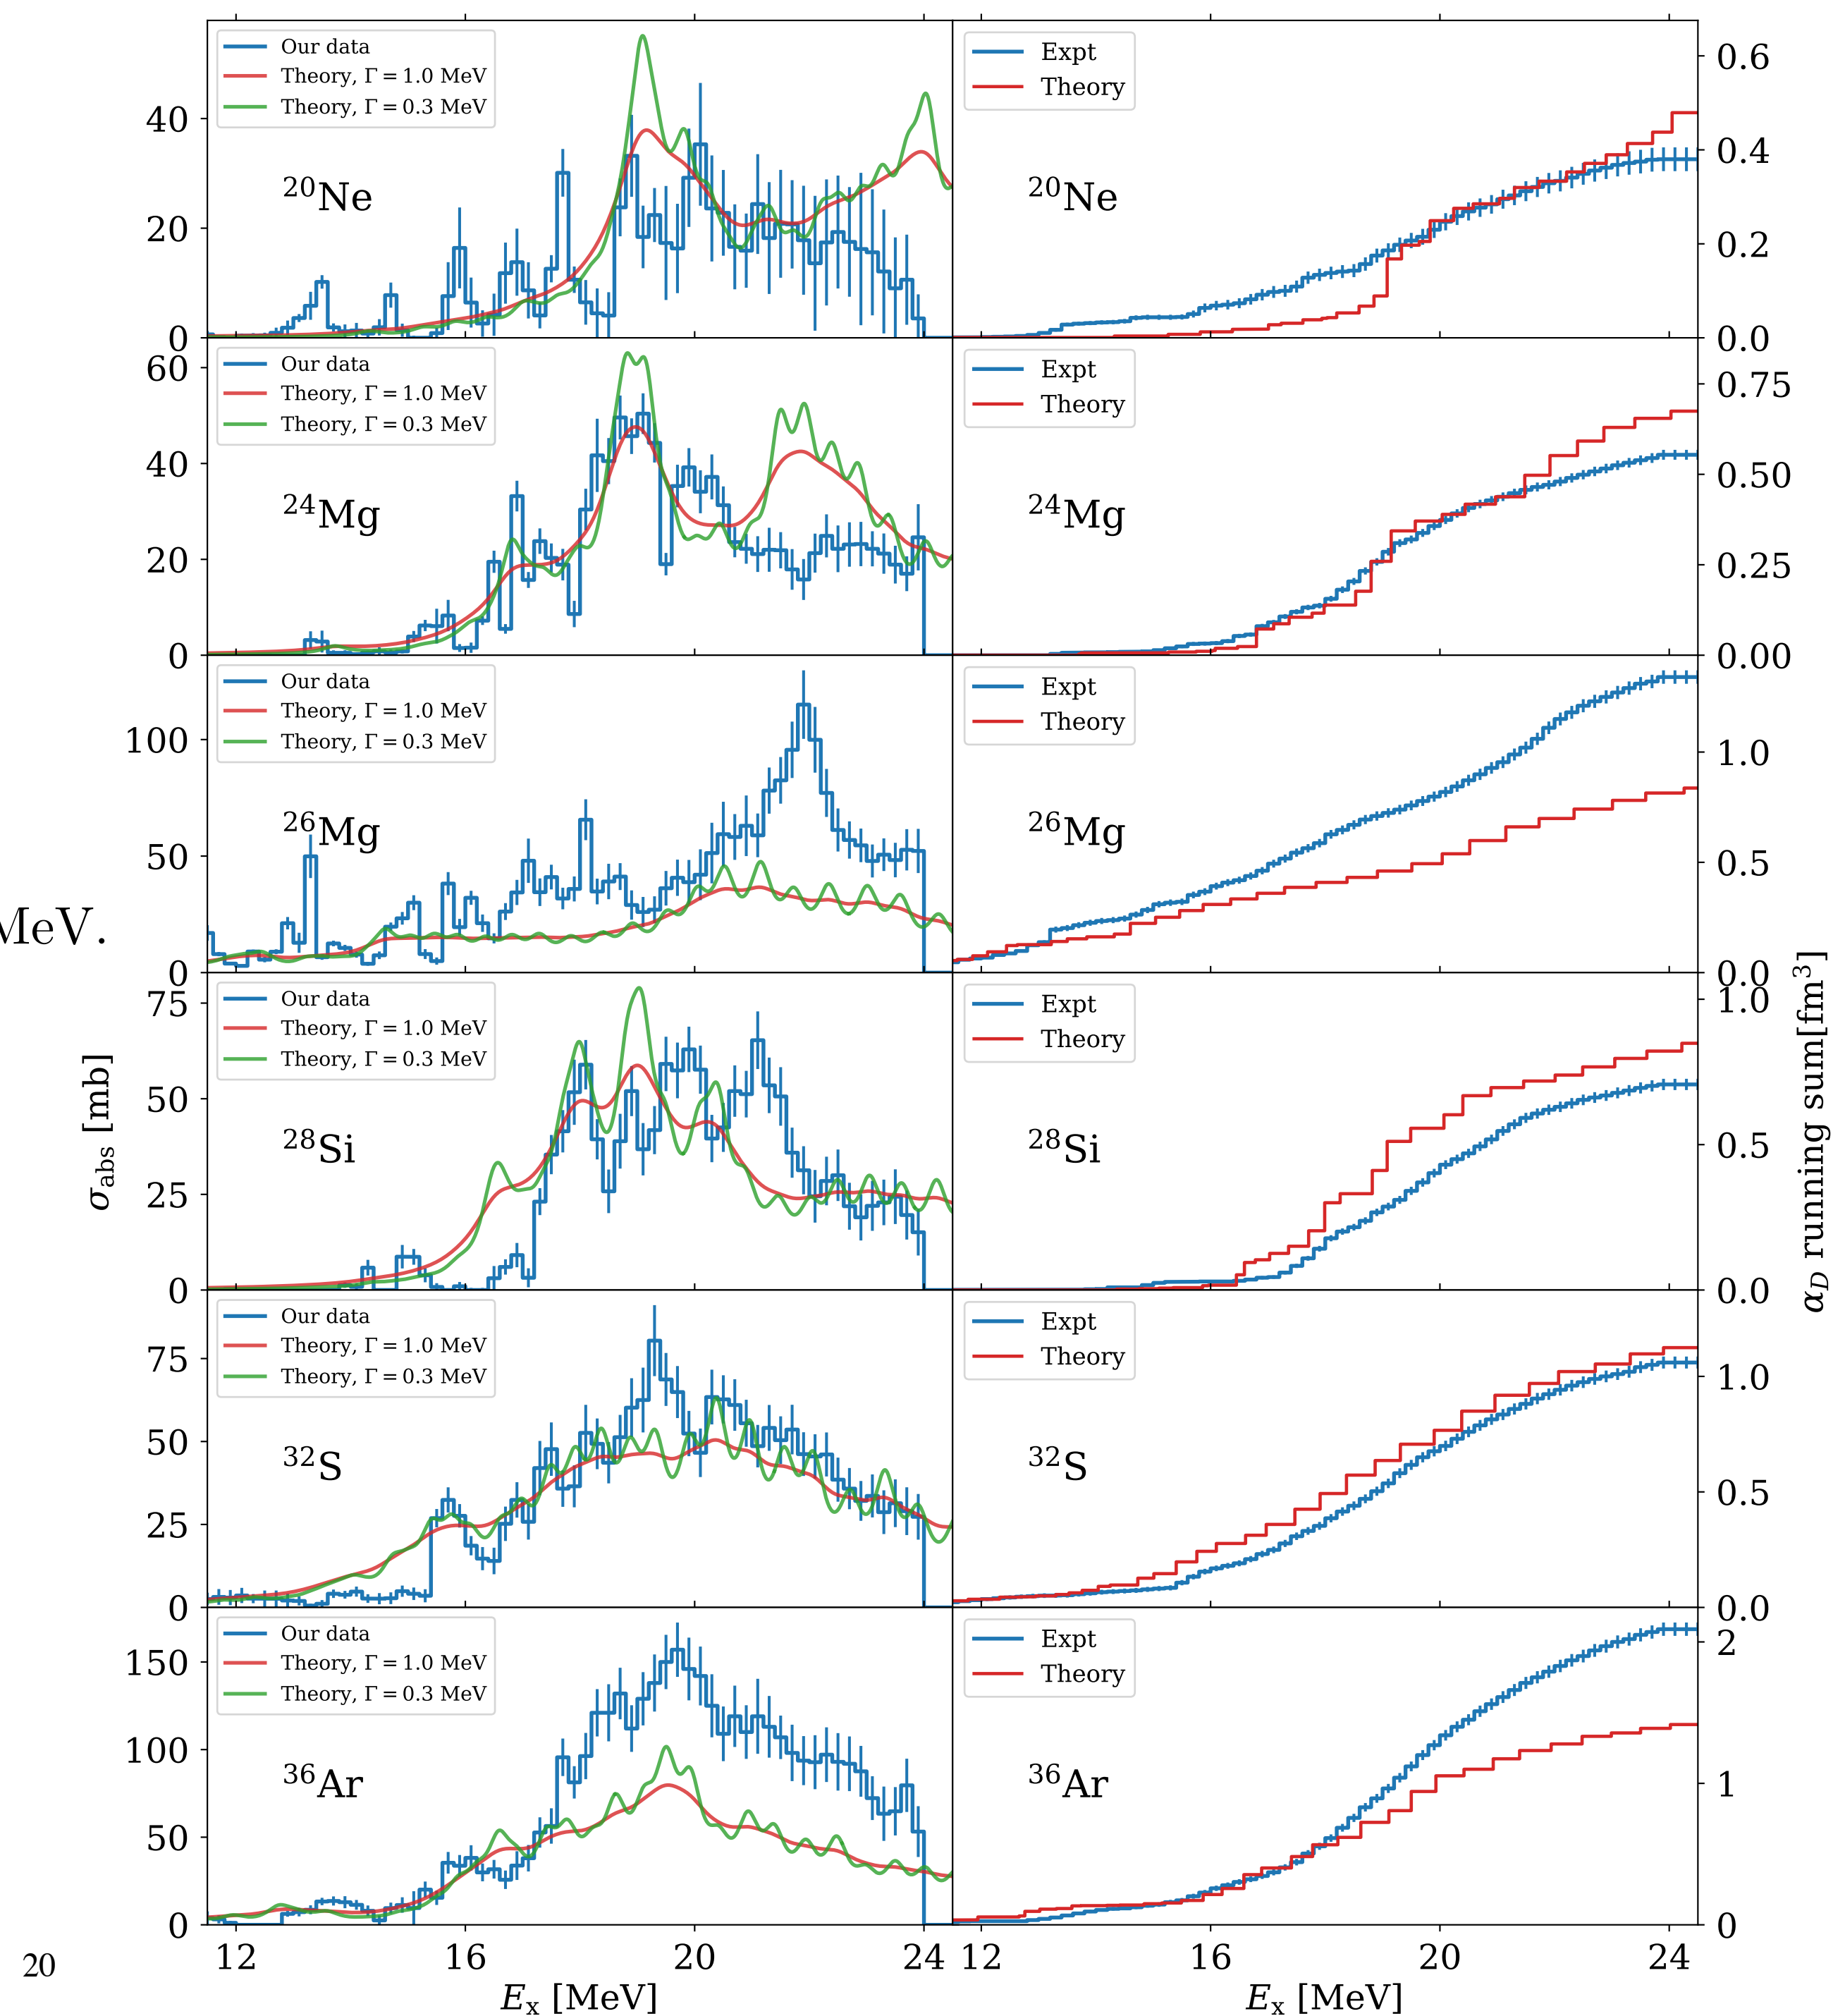 Our data
Theory, Γ = 1.0 MeV
Theory, Γ = 0.3 MeV
Expt
Theory
40
20
0
²⁰Ne
²⁰Ne
0.6
0.4
0.2
0.0
Our data
Theory, Γ = 1.0 MeV
Theory, Γ = 0.3 MeV
Expt
Theory
60
40
20
0
²⁴Mg
²⁴Mg
0.75
0.50
0.25
0.00
Our data
Theory, Γ = 1.0 MeV
Theory, Γ = 0.3 MeV
Expt
Theory
100
50
0
²⁶Mg
²⁶Mg
1.0
0.5
0.0
MeV.
Our data
Theory, Γ = 1.0 MeV
Theory, Γ = 0.3 MeV
Expt
Theory
75
50
25
0
²⁸Si
²⁸Si
1.0
0.5
0.0
σ_abs [mb]
α_D running sum[fm³]
Our data
Theory, Γ = 1.0 MeV
Theory, Γ = 0.3 MeV
Expt
Theory
75
50
25
0
³²S
³²S
1.0
0.5
0.0
Our data
Theory, Γ = 1.0 MeV
Theory, Γ = 0.3 MeV
Expt
Theory
150
100
50
0
³⁶Ar
³⁶Ar
2
1
0
12 16 20 24 12 16 20 24
E_x [MeV] E_x [MeV]
20